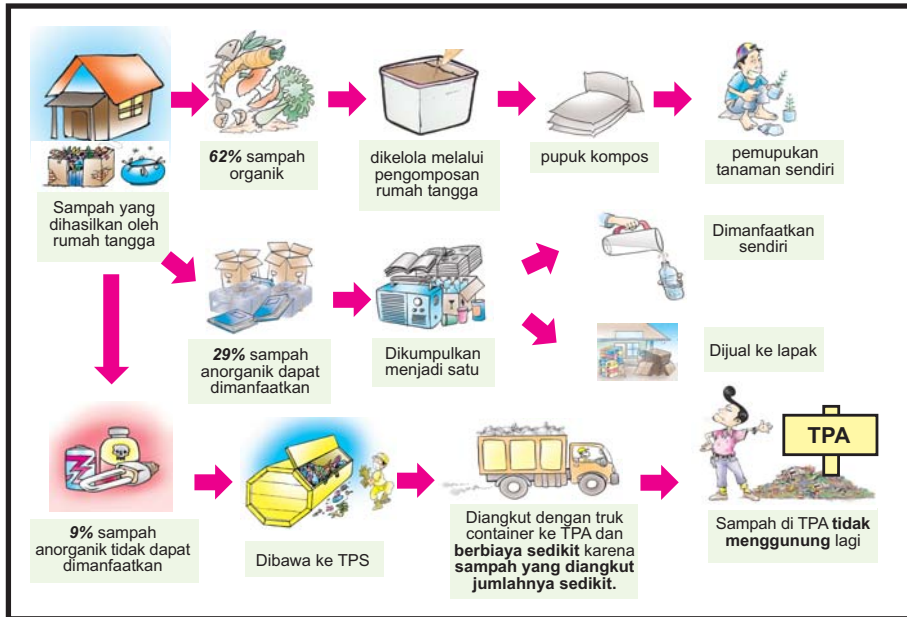 62% sampah
organik
dikelola melalui
pengomposan
rumah tangga
pupuk kompos
pemupukan
tanaman sendiri
Sampah yang
dihasilkan oleh
rumah tangga
29% sampah
anorganik dapat
dimanfaatkan
Dikumpulkan
menjadi satu
Dimanfaatkan
sendiri
Dijual ke lapak
9% sampah
anorganik tidak dapat
dimanfaatkan
Dibawa ke TPS
Diangkut dengan truk
container ke TPA dan
berbiaya sedikit karena
sampah yang diangkut
jumlahnya sedikit.
TPA
Sampah di TPA tidak
menggunung lagi